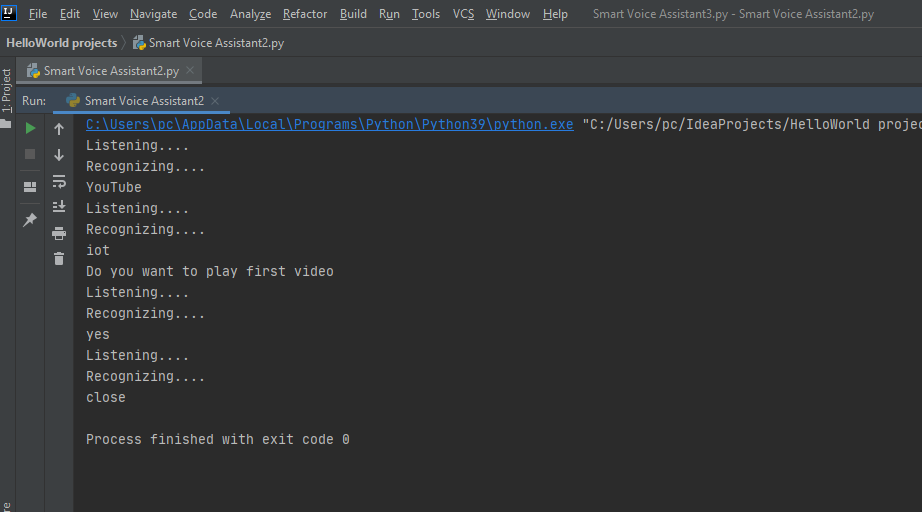 IJ File Edit View Navigate Code Analyze Refactor Build Run Tools VCS Window Help Smart Voice Assistant3.py - Smart Voice Assistant2.py
HelloWorld projects Smart Voice Assistant2.py
1: Project
Smart Voice Assistant2.py
Run: Smart Voice Assistant2
C:\Users\pc\AppData\Local\Programs\Python\Python39\python.exe "C:/Users/pc/IdeaProjects/HelloWorld projec
Listening....
Recognizing....
YouTube
Listening....
Recognizing....
iot
Do you want to play first video
Listening....
Recognizing....
yes
Listening....
Recognizing....
close
Process finished with exit code 0
re